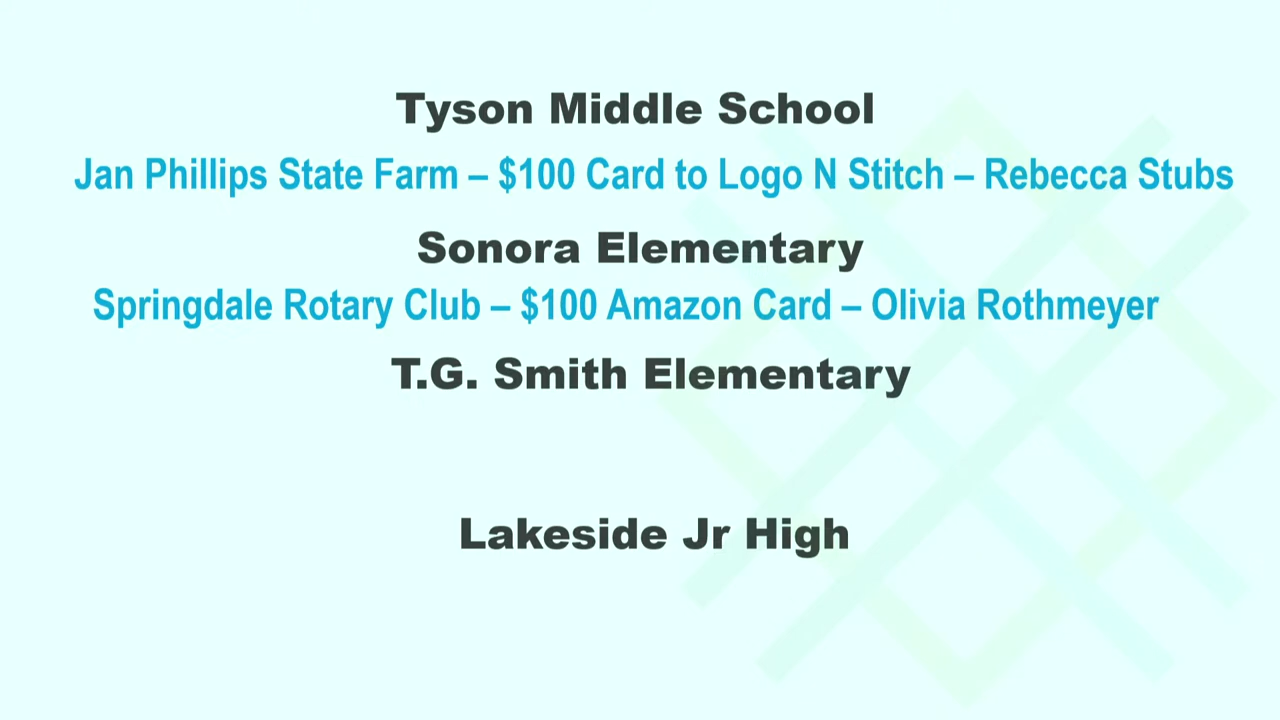 Tyson Middle School
Jan Phillips State Farm – $100 Card to Logo N Stitch – Rebecca Stubs
Sonora Elementary
Springdale Rotary Club – $100 Amazon Card – Olivia Rothmeyer
T.G. Smith Elementary
Lakeside Jr High